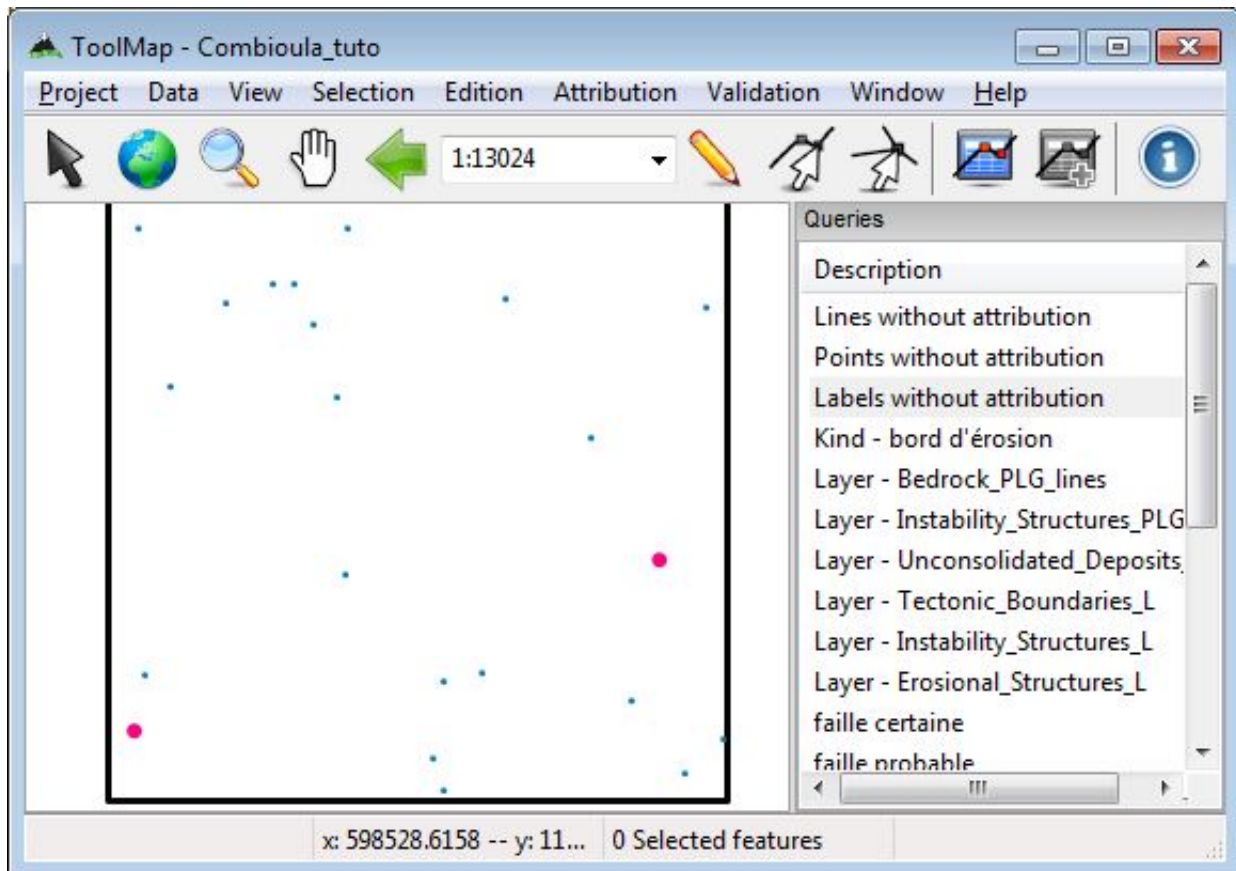 ToolMap - Combioula_tuto
Project Data View Selection Edition Attribution Validation Window Help
1:13024
Queries
Description
Lines without attribution
Points without attribution
Labels without attribution
Kind - bord d'érosion
Layer - Bedrock_PLG_lines
Layer - Instability_Structures_PLG
Layer - Unconsolidated_Deposits_
Layer - Tectonic_Boundaries_L
Layer - Instability_Structures_L
Layer - Erosional_Structures_L
faille certaine
faille probable
x: 598528.6158 -- y: 11... 0 Selected features